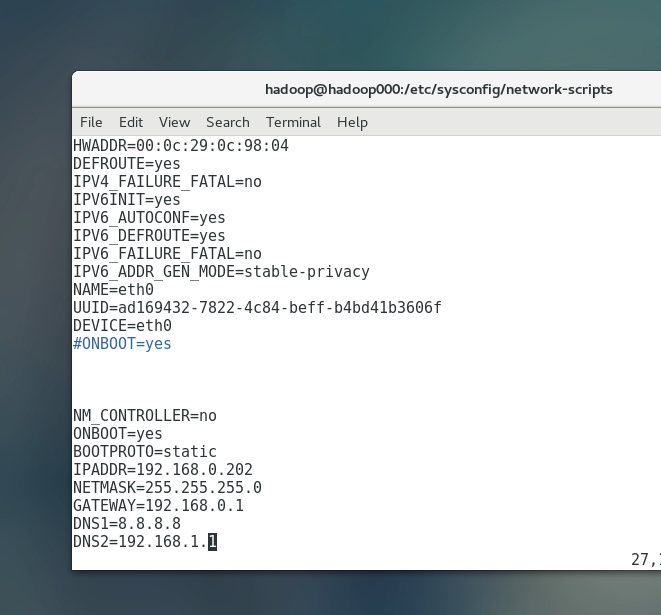 hadoop@hadoop000:/etc/sysconfig/network-scripts
File Edit View Search Terminal Help
HWADDR=00:0c:29:0c:98:04
DEFROUTE=yes
IPV4_FAILURE_FATAL=no
IPV6INIT=yes
IPV6_AUTOCONF=yes
IPV6_DEFROUTE=yes
IPV6_FAILURE_FATAL=no
IPV6_ADDR_GEN_MODE=stable-privacy
NAME=eth0
UUID=ad169432-7822-4c84-beff-b4bd41b3606f
DEVICE=eth0
#ONBOOT=yes
NM_CONTROLLER=no
ONBOOT=yes
BOOTPROTO=static
IPADDR=192.168.0.202
NETMASK=255.255.255.0
GATEWAY=192.168.0.1
DNS1=8.8.8.8
DNS2=192.168.1.1
27,